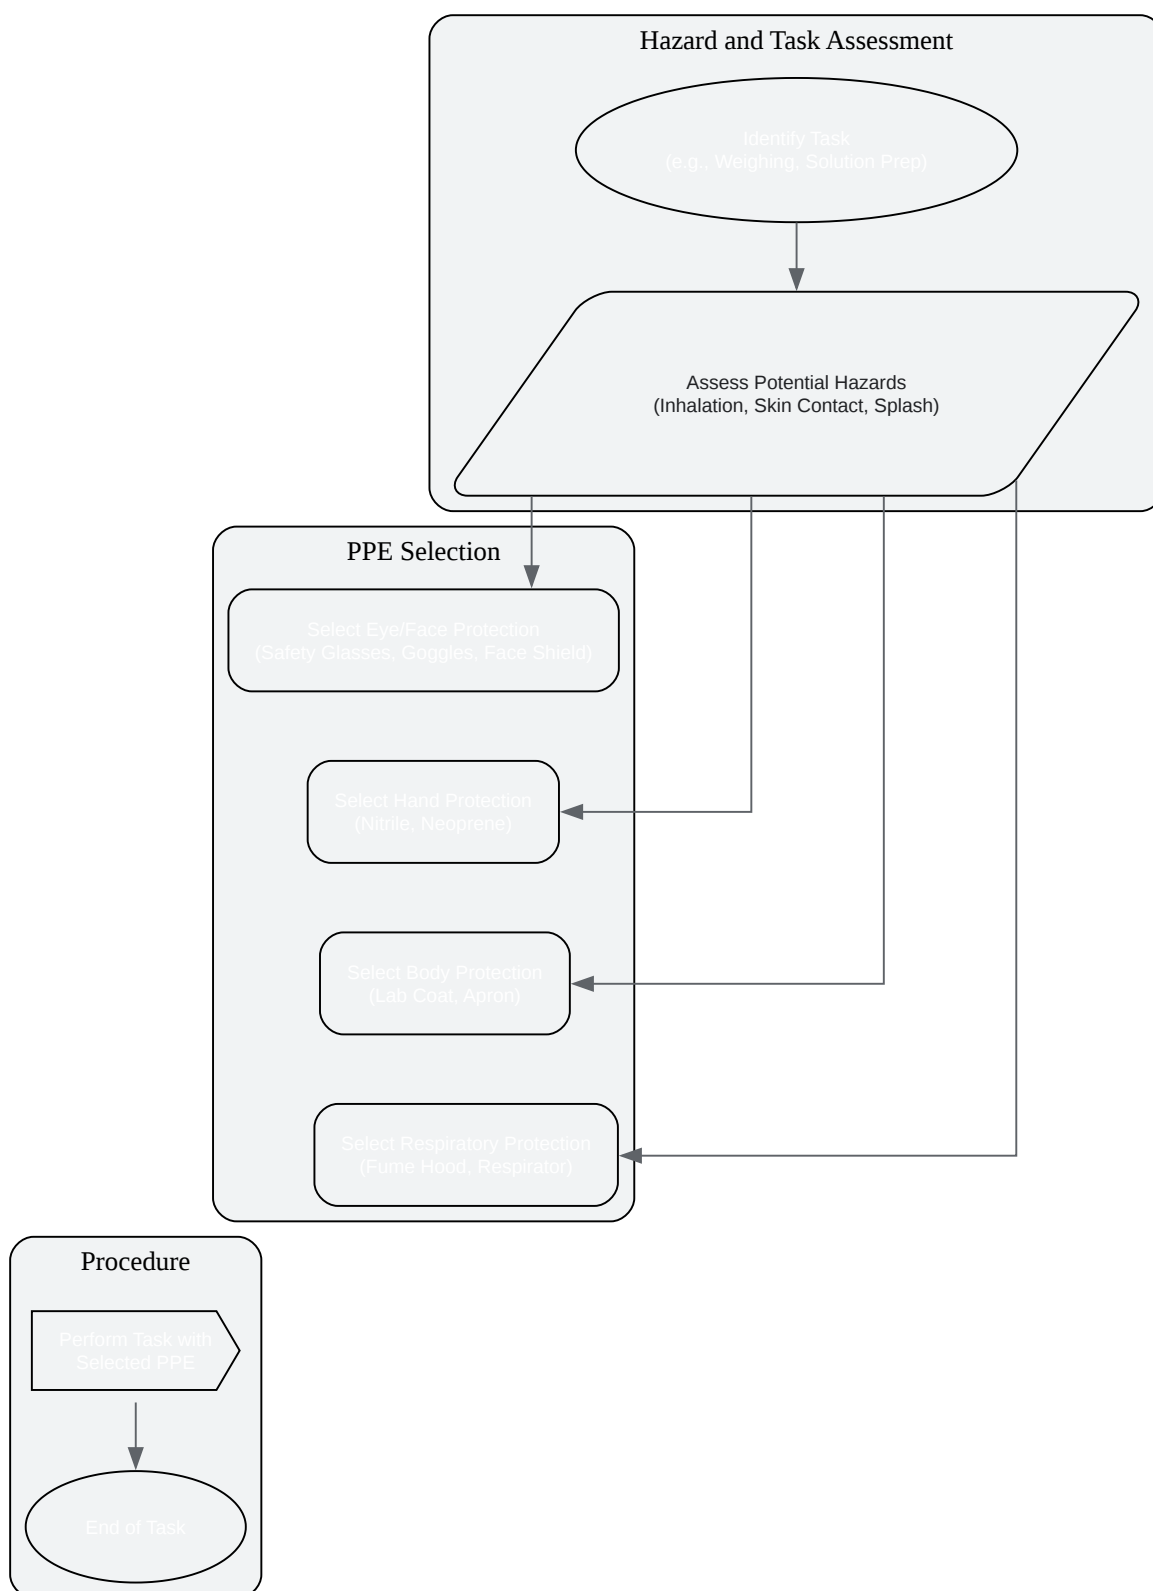 Hazard and Task Assessment
Identify Task
(e.g., Weighing, Solution Prep)
Assess Potential Hazards
(Inhalation, Skin Contact, Splash)
PPE Selection
Select Eye/Face Protection
(Safety Glasses, Goggles, Face Shield)
Select Hand Protection
(Nitrile, Neoprene)
Select Body Protection
(Lab Coat, Apron)
Select Respiratory Protection
(Fume Hood, Respirator)
Procedure
Perform Task with
Selected PPE
End of Task